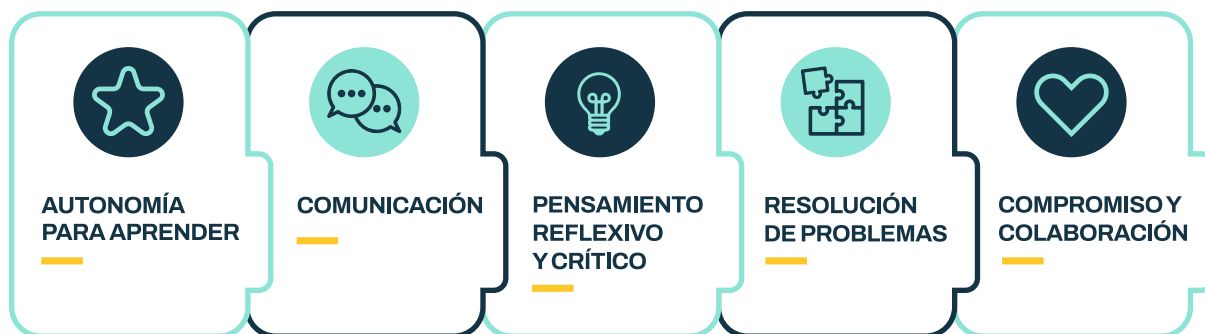 AUTONOMÍA
PARA APRENDER
COMUNICACIÓN
PENSAMIENTO
REFLEXIVO
Y CRÍTICO
RESOLUCIÓN
DE PROBLEMAS
COMPROMISO Y
COLABORACIÓN